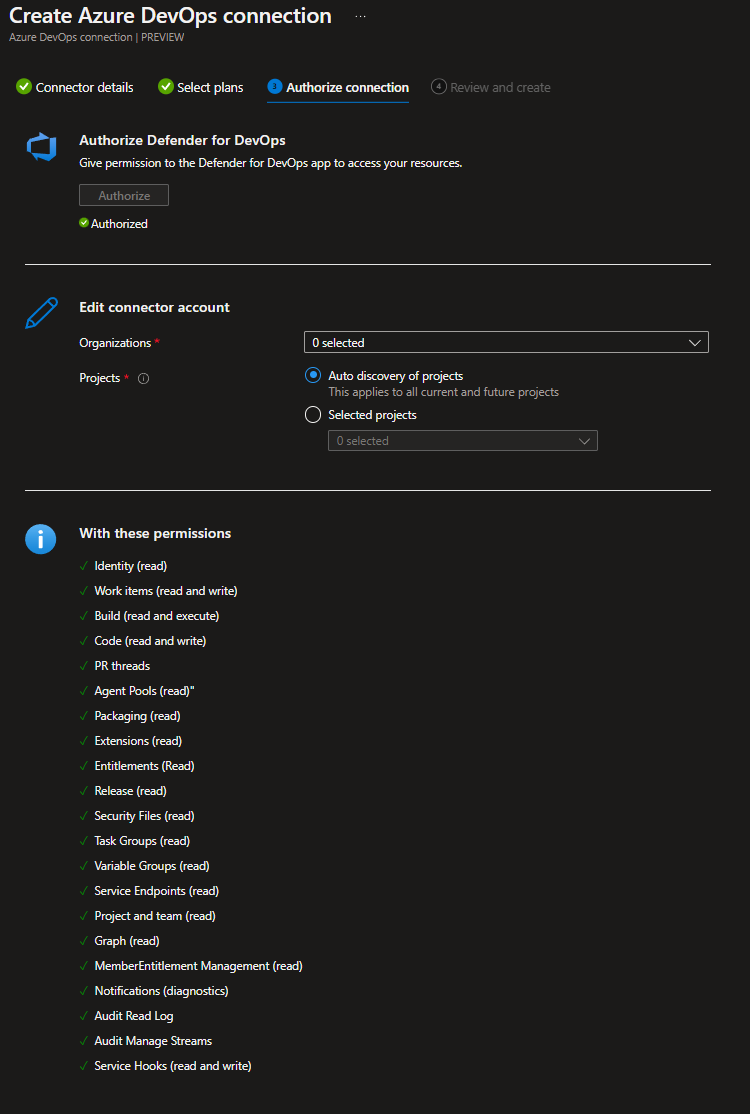 Create Azure DevOps connection ...
Azure DevOps connection | PREVIEW
Connector details Select plans 3 Authorize connection 4 Review and create
Authorize Defender for DevOps
Give permission to the Defender for DevOps app to access your resources.
Authorize
Authorized
Edit connector account
Organizations * 0 selected
Projects * Auto discovery of projects
This applies to all current and future projects
Selected projects
0 selected
With these permissions
Identity (read)
Work items (read and write)
Build (read and execute)
Code (read and write)
PR threads
Agent Pools (read)"
Packaging (read)
Extensions (read)
Entitlements (Read)
Release (read)
Security Files (read)
Task Groups (read)
Variable Groups (read)
Service Endpoints (read)
Project and team (read)
Graph (read)
MemberEntitlement Management (read)
Notifications (diagnostics)
Audit Read Log
Audit Manage Streams
Service Hooks (read and write)